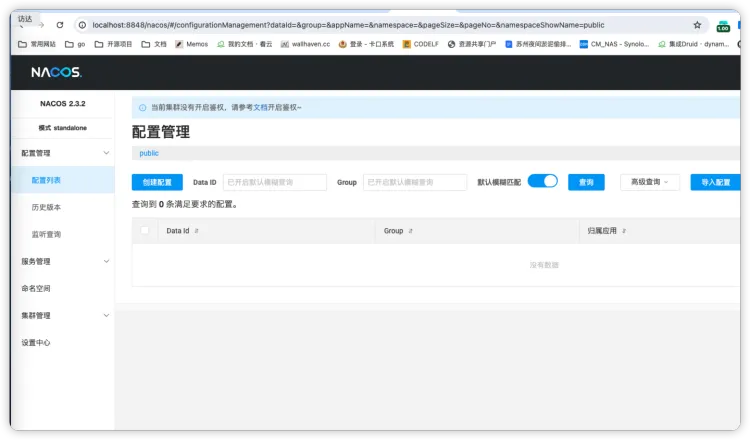 访达
localhost:8848/nacos/#/configurationManagement?dataId=&group=&appName=&namespace=&pageSize=&pageNo=&namespaceShowName=public
1.00
常用网站 go 开源项目 文档 Memos 我的文档 · 看云 wallhaven.cc 登录 - 卡口系统 CODELF 资源共享门户 苏州夜间淤泥偷排... CM_NAS - Synolo... 集成Druid · dynam...
NACOS.
NACOS 2.3.2
当前集群没有开启鉴权，请参考文档开启鉴权~
模式 standalone
配置管理
配置管理
public
配置列表
创建配置 Data ID 已开启默认模糊查询 Group 已开启默认模糊查询 默认模糊匹配 查询 高级查询 导入配置
历史版本
查询到 0 条满足要求的配置。
监听查询
Data Id Group 归属应用
服务管理
没有数据
命名空间
集群管理
设置中心